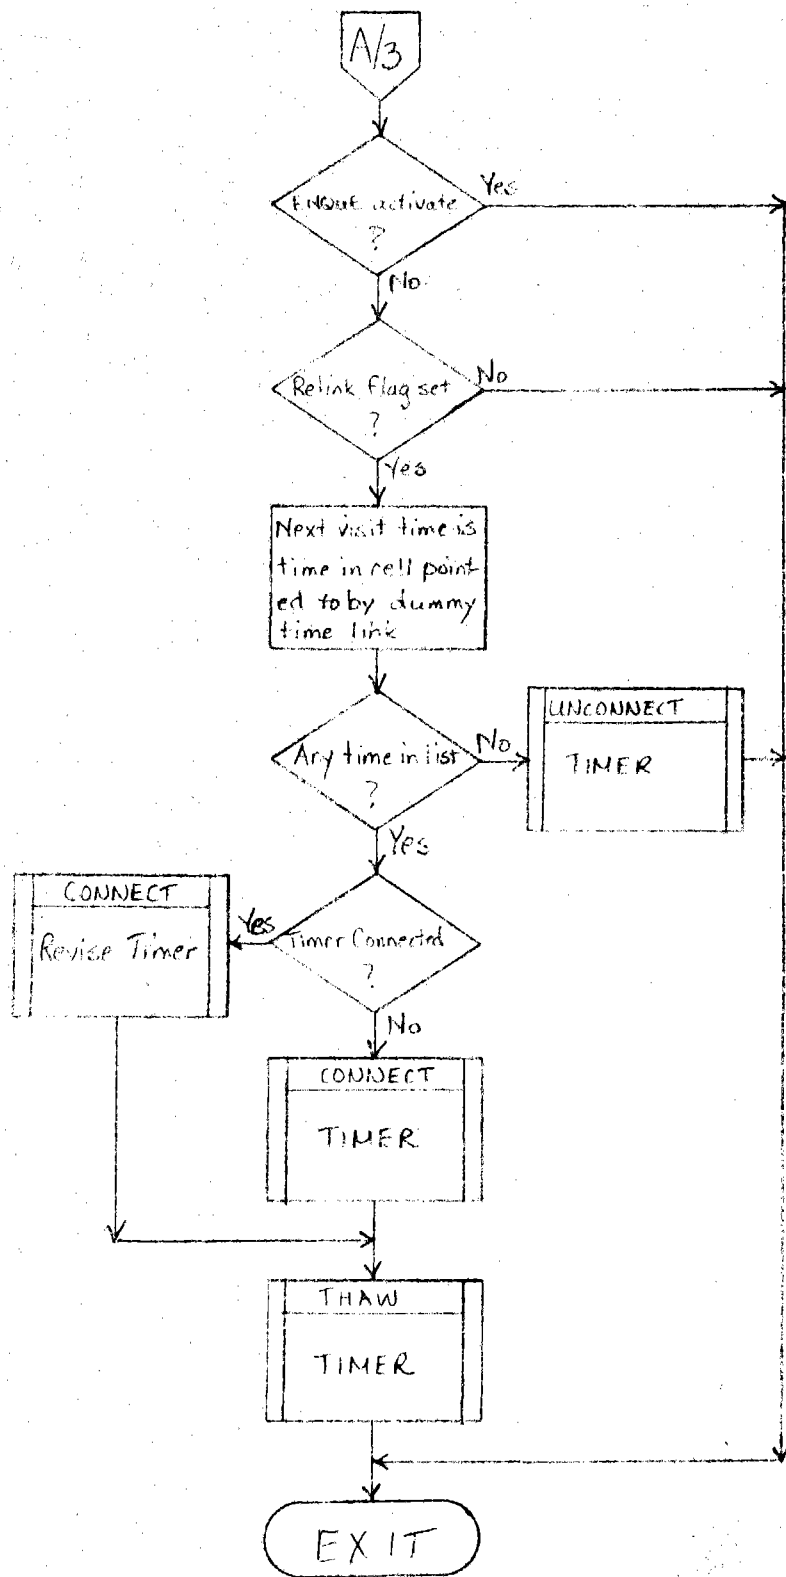 A/3
ENQUE activate
?
Yes
No
Relink flag set
?
No
Yes
Next visit time is
time in cell point-
ed to by dummy
time link
Any time in list
?
No
UNCONNECT
TIMER
Yes
CONNECT
Revise Timer
Yes
Timer Connected
?
No
CONNECT
TIMER
THAW
TIMER
EXIT